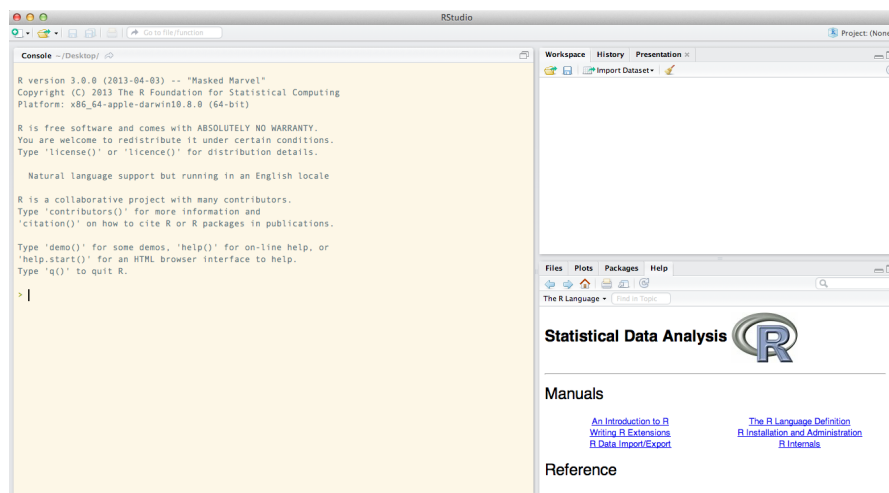 RStudio
Go to file/function
Project: (None
Console ~/Desktop/
R version 3.0.0 (2013-04-03) -- "Masked Marvel"
Copyright (C) 2013 The R Foundation for Statistical Computing
Platform: x86_64-apple-darwin10.8.0 (64-bit)
R is free software and comes with ABSOLUTELY NO WARRANTY.
You are welcome to redistribute it under certain conditions.
Type 'license()' or 'licence()' for distribution details.
Natural language support but running in an English locale
R is a collaborative project with many contributors.
Type 'contributors()' for more information and
'citation()' on how to cite R or R packages in publications.
Type 'demo()' for some demos, 'help()' for on-line help, or
'help.start()' for an HTML browser interface to help.
Type 'q()' to quit R.
>
Workspace History Presentation
Import Dataset
Files Plots Packages Help
The R Language Find in Topic
Statistical Data Analysis R
Manuals
An Introduction to R The R Language Definition
Writing R Extensions R Installation and Administration
R Data Import/Export R Internals
Reference